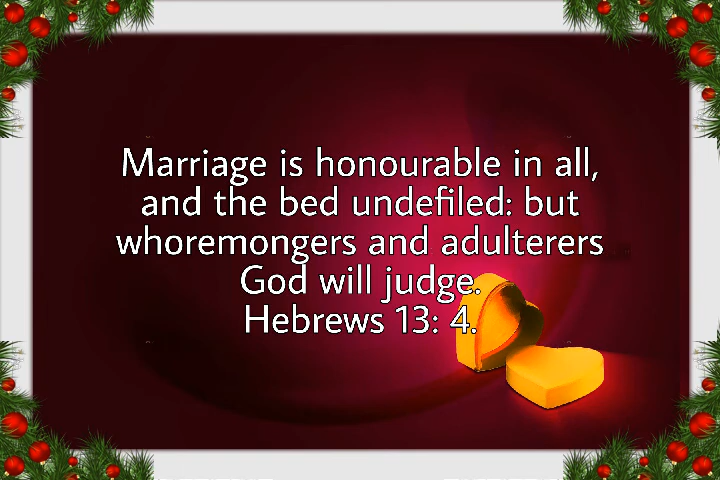 Marriage is honourable in all,
and the bed undefiled: but
whoremongers and adulterers
God will judge.
Hebrews 13: 4.